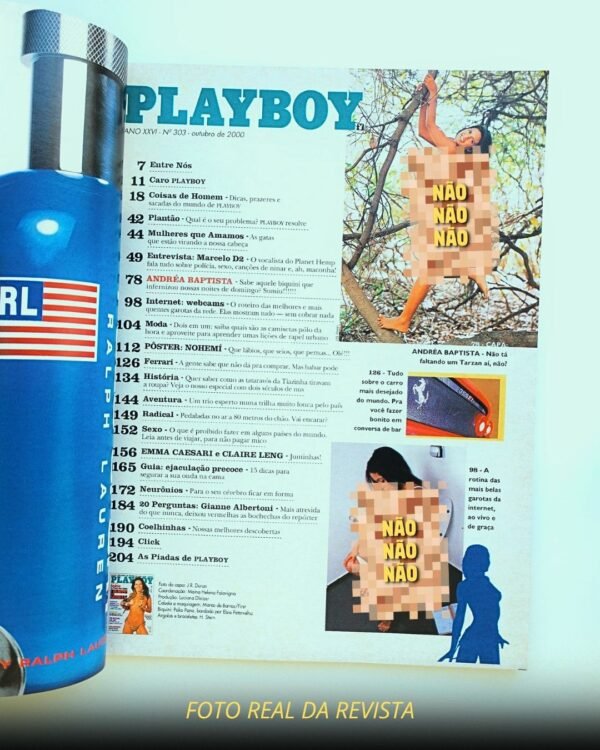 PLAYBOY
ANO XXVI - Nº 303 - outubro de 2000
7 Entre Nós
11 Caro PLAYBOY
18 Coisas de Homem - Dicas, prazeres e
sacadas do mundo de PLAYBOY
42 Plantão - Qual é o seu problema? PLAYBOY resolve
44 Mulheres que Amamos - As gatas
que estão virando a nossa cabeça
49 Entrevista: Marcelo D2 - O vocalista do Planet Hemp
fala tudo sobre polícia, sexo, canções de ninar e, ah, maconha!
78 ANDRÉA BAPTISTA - Sabe aquele biquíni que
infernizou nossas noites de domingo? Sumiu!!!!!!
98 Internet: webcams - O roteiro das melhores e mais
quentes garotas da rede. Elas mostram tudo — sem cobrar nada
104 Moda - Dois em um: saiba quais são as camisetas pólo da
hora e aproveite para aprender umas lições de rapel urbano
112 PÔSTER: NOHEMÍ - Que lábios, que seios, que pernas... Oh!!!
126 Ferrari - A gente sabe que não dá pra comprar. Mas babar pode
134 História - Quer saber como as tataravós da Tiazinha tiravam
a roupa? Veja o nosso especial com dois séculos de nus
144 Aventura - Um trio esperto numa trilha muito louca pelo país
149 Radical - Pedaladas no ar a 80 metros do chão. Vai encarar?
152 Sexo - O que é proibido fazer em alguns países do mundo.
Leia antes de viajar, para não pagar mico
156 EMMA CAESARI e CLAIRE LENG - Juntinhas!
165 Guia: ejaculação precoce - 15 dicas para
segurar a sua onda na cama
172 Neurônios - Para o seu cérebro ficar em forma
184 20 Perguntas: Gianne Albertoni - Mais atrevida
do que nunca, deixou vermelhas as bochechas do repórter
190 Coelhinhas - Nossas melhores descobertas
194 Click
204 As Piadas de PLAYBOY
PLAYBOY
Foto da capa: J.R. Duran
NÃO
NÃO
NÃO
78 - CAPA
ANDRÉA BAPTISTA - Não tá
faltando um Tarzan aí, não?
126 - Tudo
sobre o carro
mais desejado
do mundo. Pra
você fazer
bonito em
conversa de bar
98 - A
rotina das
mais belas
garotas da
internet,
ao vivo e
de graça
NÃO
NÃO
NÃO
RL
RALPH LAUREN
RALPH LAU
FOTO REAL DA REVISTA